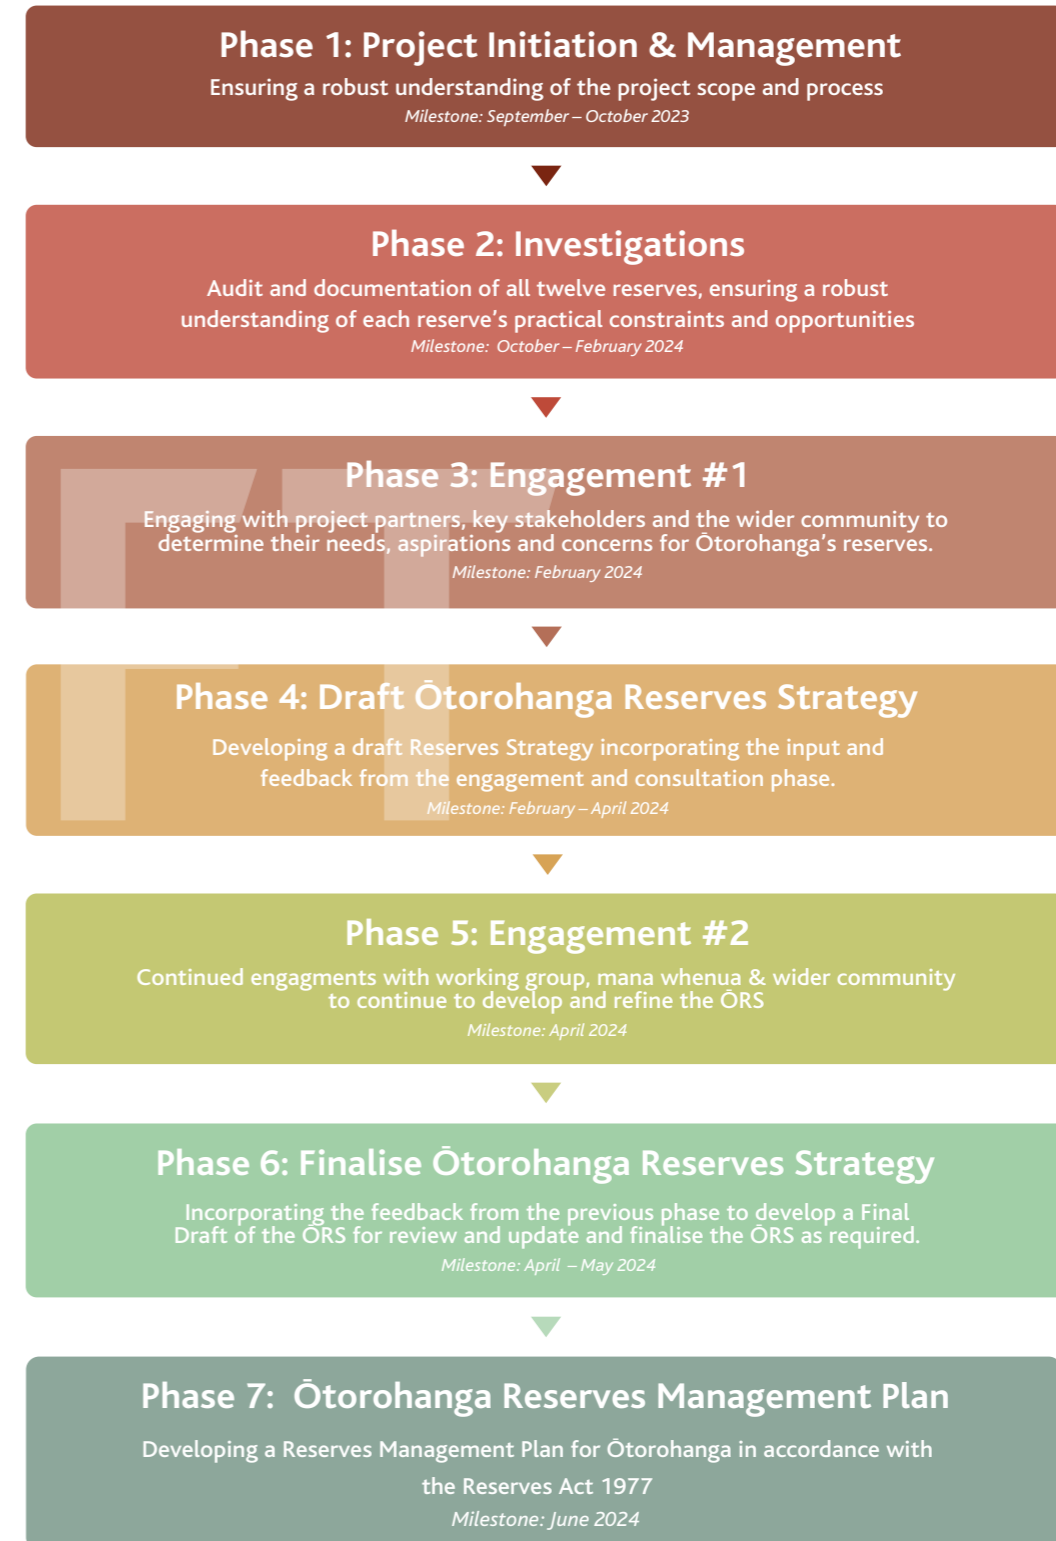 Phase 1: Project Initiation & Management
Ensuring a robust understanding of the project scope and process
Milestone: September – October 2023
Phase 2: Investigations
Audit and documentation of all twelve reserves, ensuring a robust
understanding of each reserve's practical constraints and opportunities
Milestone: October – February 2024
Phase 3: Engagement #1
Engaging with project partners, key stakeholders and the wider community to
determine their needs, aspirations and concerns for Ōtorohanga's reserves.
Milestone: February 2024
Phase 4: Draft Ōtorohanga Reserves Strategy
Developing a draft Reserves Strategy incorporating the input and
feedback from the engagement and consultation phase.
Milestone: February – April 2024
Phase 5: Engagement #2
Continued engagments with working group, mana whenua & wider community
to continue to develop and refine the ŌRS
Milestone: April 2024
Phase 6: Finalise Ōtorohanga Reserves Strategy
Incorporating the feedback from the previous phase to develop a Final
Draft of the ŌRS for review and update and finalise the ŌRS as required.
Milestone: April – May 2024
Phase 7: Ōtorohanga Reserves Management Plan
Developing a Reserves Management Plan for Ōtorohanga in accordance with
the Reserves Act 1977
Milestone: June 2024
FT